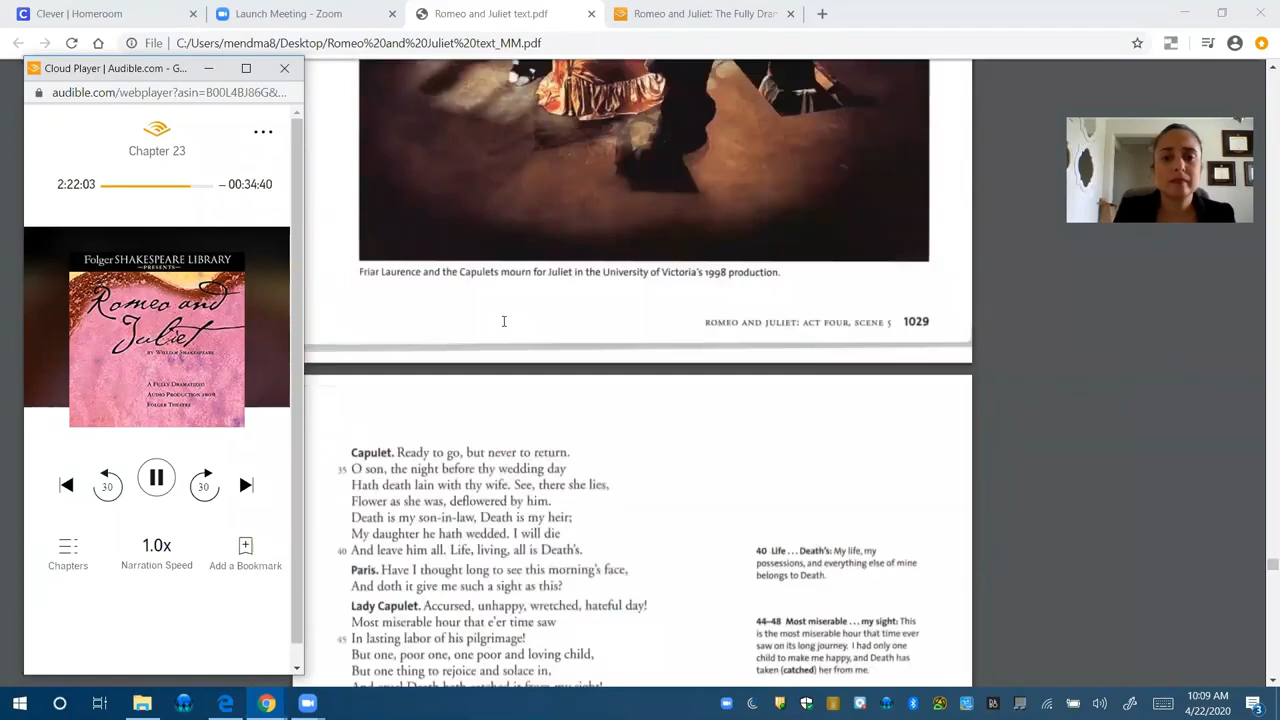 Clever | Homeroom
Launch Meeting - Zoom
Romeo and Juliet text.pdf
Romeo and Juliet: The Fully Dra
File
C:/Users/mendma8/Desktop/Romeo%20and%20Juliet%20text_MM.pdf
Cloud Player | Audible.com - G...
audible.com/webplayer?asin=B00L4BJ86G&...
Chapter 23
2:22:03
– 00:34:40
Folger SHAKESPEARE LIBRARY
PRESENTS
Romeo and
Juliet
BY WILLIAM SHAKESPEARE
A FULLY DRAMATIZED
AUDIO PRODUCTION FROM
FOLGER THEATRE
30
30
Chapters
1.0x
Narration Speed
Add a Bookmark
Friar Laurence and the Capulets mourn for Juliet in the University of Victoria's 1998 production.
ROMEO AND JULIET: ACT FOUR, SCENE 5 1029
Capulet. Ready to go, but never to return.
35 O son, the night before thy wedding day
Hath death lain with thy wife. See, there she lies,
Flower as she was, deflowered by him.
Death is my son-in-law, Death is my heir;
My daughter he hath wedded. I will die
40 And leave him all. Life, living, all is Death's.
Paris. Have I thought long to see this morning's face,
And doth it give me such a sight as this?
Lady Capulet. Accursed, unhappy, wretched, hateful day!
Most miserable hour that e'er time saw
45 In lasting labor of his pilgrimage!
But one, poor one, one poor and loving child,
But one thing to rejoice and solace in,
And cruel Death hath catched it from my sight!
40 Life . . . Death's: My life, my
possessions, and everything else of mine
belongs to Death.
44–48 Most miserable . . . my sight: This
is the most miserable hour that time ever
saw on its long journey. I had only one
child to make me happy, and Death has
taken (catched) her from me.
10:09 AM
4/22/2020
3